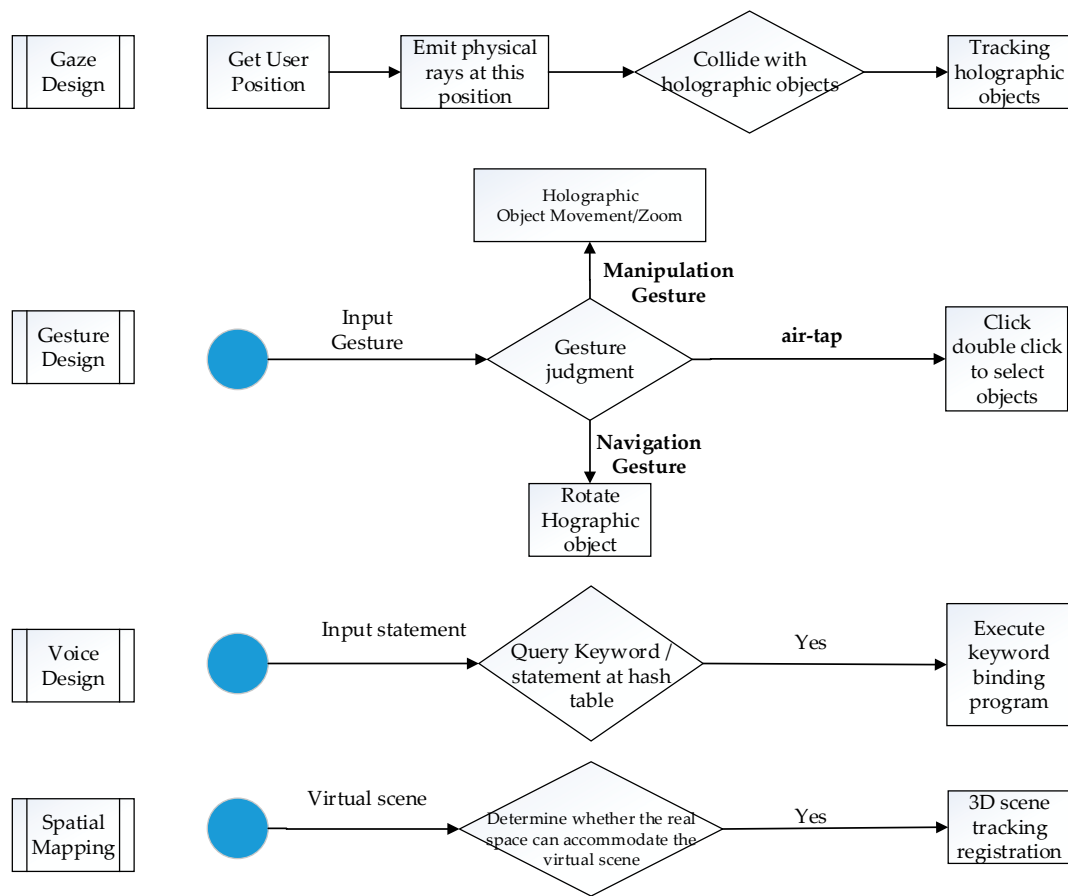 Gaze
Design
Get User
Position
Emit physical
rays at this
position
Collide with
holographic objects
Tracking
holographic
objects
Holographic
Object Movement/Zoom
Manipulation
Gesture
Gesture
Design
Input
Gesture
Gesture
judgment
air-tap
Click
double click
to select
objects
Navigation
Gesture
Rotate
Hographic
object
Voice
Design
Input statement
Query Keyword /
statement at hash
table
Yes
Execute
keyword
binding
program
Spatial
Mapping
Virtual scene
Determine whether the real
space can accommodate the
virtual scene
Yes
3D scene
tracking
registration